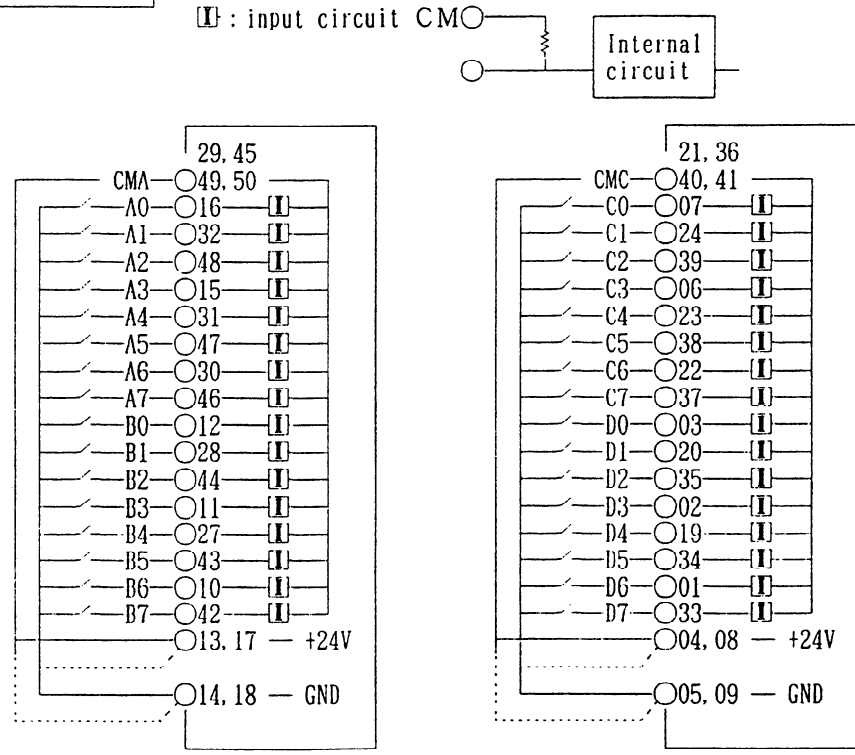 I : input circuit CM
Internal
circuit
29, 45
CMA 49, 50
A0 16 I
A1 32 I
A2 48 I
A3 15 I
A4 31 I
A5 47 I
A6 30 I
A7 46 I
B0 12 I
B1 28 I
B2 44 I
B3 11 I
B4 27 I
B5 43 I
B6 10 I
B7 42 I
13, 17 — +24V
14, 18 — GND
21, 36
CMC 40, 41
C0 07 I
C1 24 I
C2 39 I
C3 06 I
C4 23 I
C5 38 I
C6 22 I
C7 37 I
D0 03 I
D1 20 I
D2 35 I
D3 02 I
D4 19 I
D5 34 I
D6 01 I
D7 33 I
04, 08 — +24V
05, 09 — GND